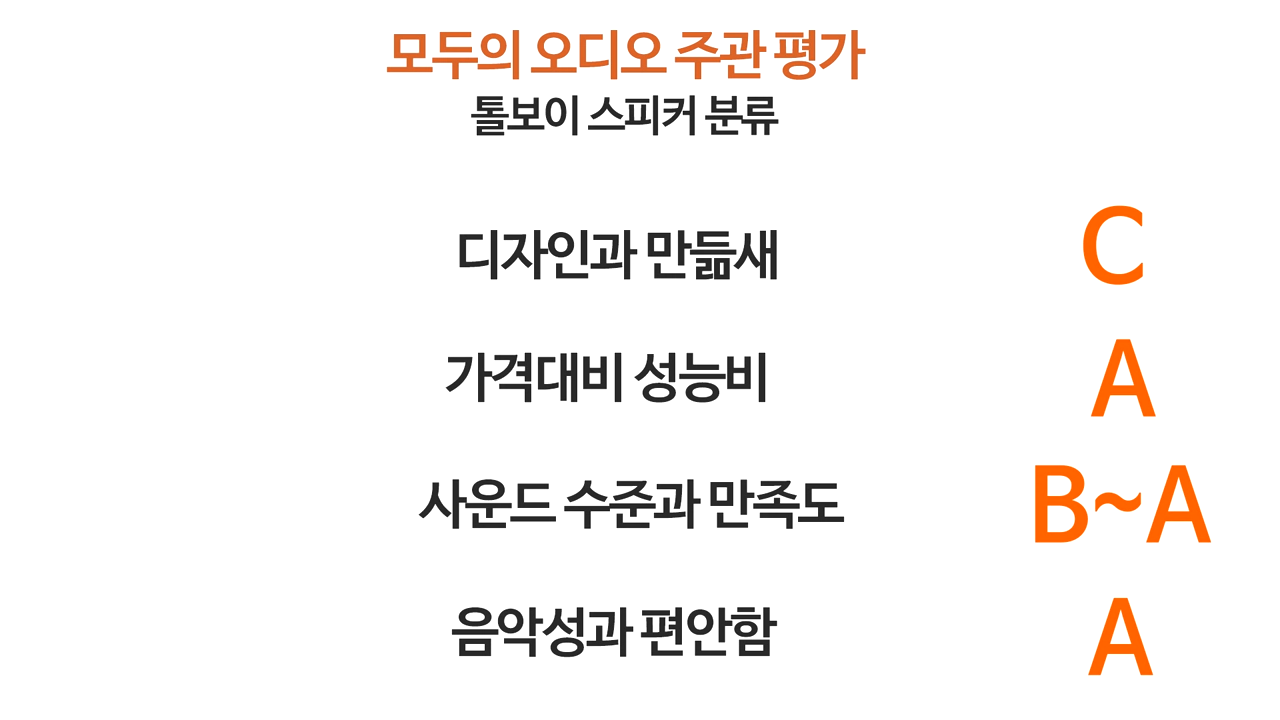 모두의 오디오 주관 평가
톨보이 스피커 분류
디자인과 만듦새 C
가격대비 성능비 A
사운드 수준과 만족도 B~A
음악성과 편안함 A